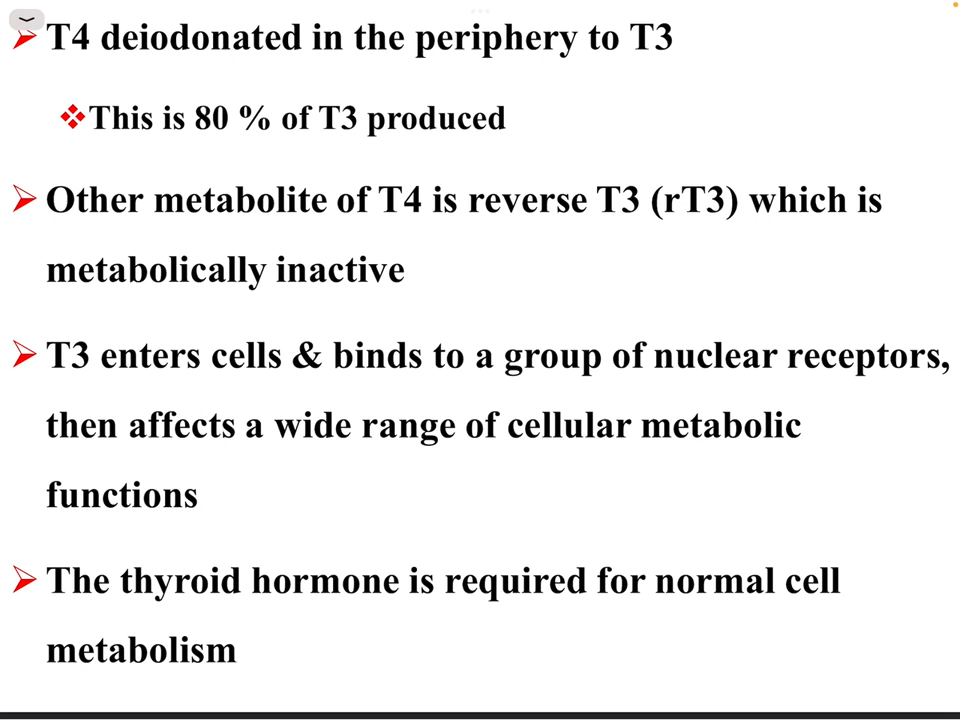 T4 deiodonated in the periphery to T3
This is 80 % of T3 produced
Other metabolite of T4 is reverse T3 (rT3) which is
metabolically inactive
T3 enters cells & binds to a group of nuclear receptors,
then affects a wide range of cellular metabolic
functions
The thyroid hormone is required for normal cell
metabolism